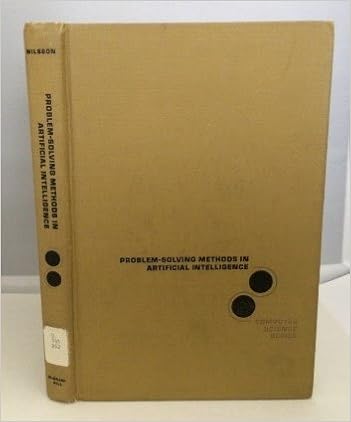 NILSSON
PROBLEM-SOLVING METHODS IN
ARTIFICIAL INTELLIGENCE
McGRAW
HILL
PROBLEM-SOLVING METHODS IN
ARTIFICIAL INTELLIGENCE
COMPUTER
SCIENCE
SERIES